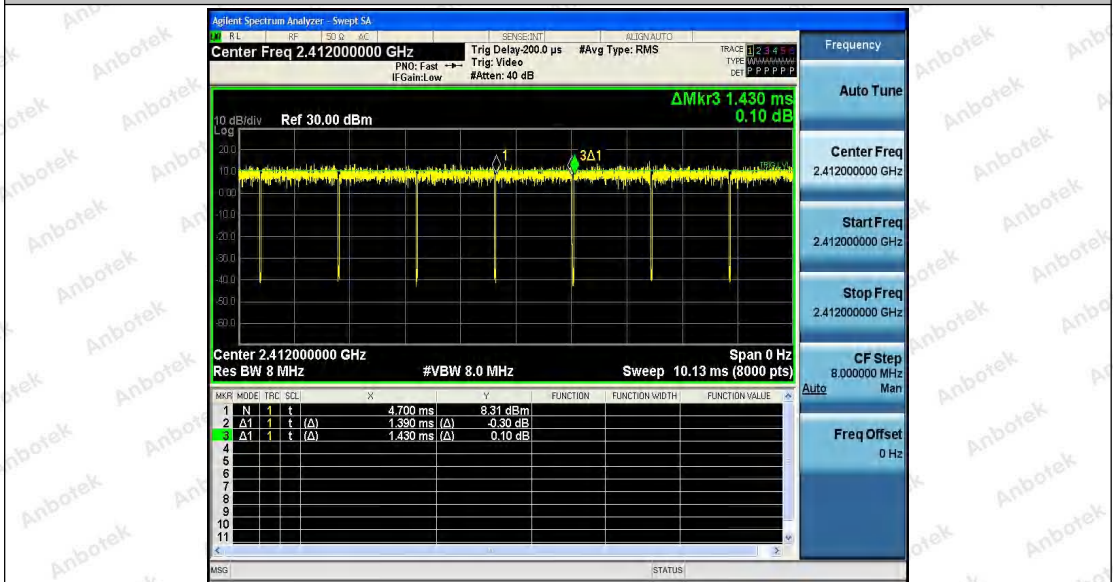 Agilent Spectrum Analyzer - Swept SA
RL RF 50 Ω AC SENSE:INT ALIGNAUTO
Center Freq 2.412000000 GHz
PNO: Fast
IFGain:Low
Trig Delay-200.0 µs #Avg Type: RMS
Trig: Video
#Atten: 40 dB
TRACE 1 2 3 4 5 6
TYPE
DET P P P P P P
Frequency
Auto Tune
Center Freq
2.412000000 GHz
Start Freq
2.412000000 GHz
Stop Freq
2.412000000 GHz
CF Step
8.000000 MHz
Auto Man
Freq Offset
0 Hz
ΔMkr3 1.430 ms
0.10 dB
10 dB/div Ref 30.00 dBm
Log
20.0
10.0
0.00
-10.0
-20.0
-30.0
-40.0
-50.0
-60.0
1
3Δ1
TRIG LVL
Center 2.412000000 GHz Span 0 Hz
Res BW 8 MHz #VBW 8.0 MHz Sweep 10.13 ms (8000 pts)
MKR MODE TRC SCL X Y FUNCTION FUNCTION WIDTH FUNCTION VALUE
1 N 1 t 4.700 ms 8.31 dBm
2 Δ1 1 t (Δ) 1.390 ms (Δ) -0.30 dB
3 Δ1 1 t (Δ) 1.430 ms (Δ) 0.10 dB
4
5
6
7
8
9
10
11
MSG STATUS
Anbotek